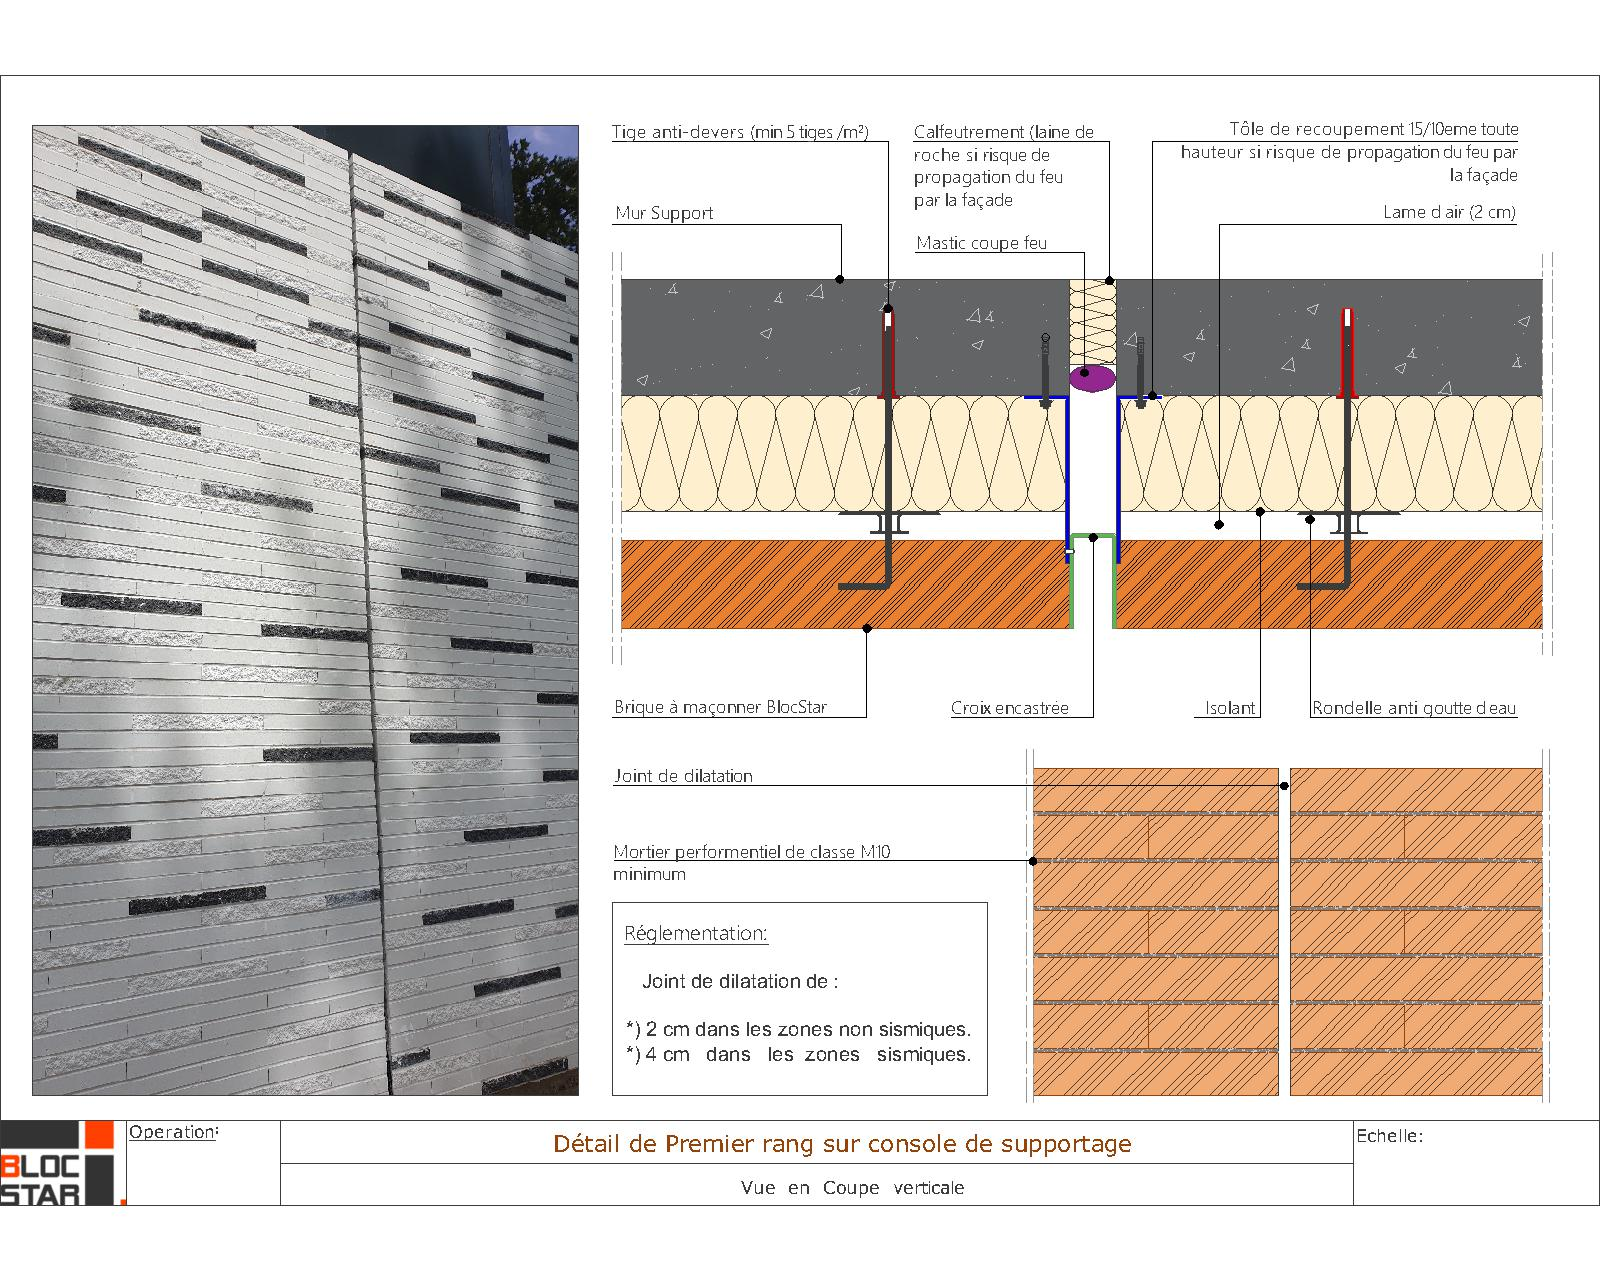 Tige anti-devers (min 5 tiges /m²)
Calfeutrement (laine de
roche si risque de
propagation du feu
par la façade
Tôle de recoupement 15/10eme toute
hauteur si risque de propagation du feu par
la façade
Mur Support
Lame d air (2 cm)
Mastic coupe feu
Brique à maçonner BlocStar
Croix encastrée
Isolant
Rondelle anti goutte d eau
Joint de dilatation
Mortier performentiel de classe M10
minimum
Réglementation:
Joint de dilatation de :
*) 2 cm dans les zones non sismiques.
*) 4 cm dans les zones sismiques.
BLOC
STAR
Operation:
Détail de Premier rang sur console de supportage
Vue en Coupe verticale
Echelle: